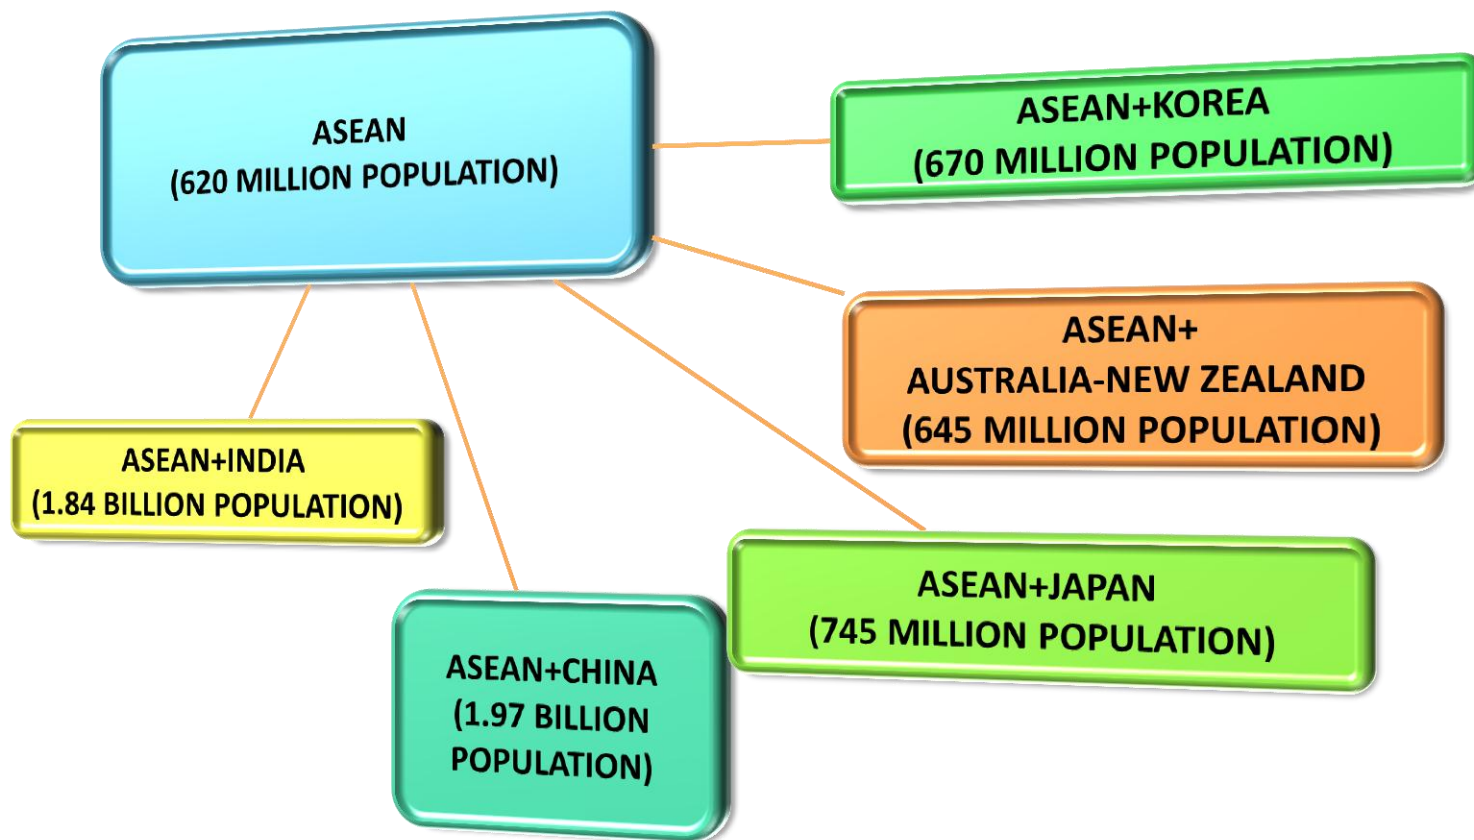 ASEAN
(620 MILLION POPULATION)
ASEAN+KOREA
(670 MILLION POPULATION)
ASEAN+
AUSTRALIA-NEW ZEALAND
(645 MILLION POPULATION)
ASEAN+INDIA
(1.84 BILLION POPULATION)
ASEAN+JAPAN
(745 MILLION POPULATION)
ASEAN+CHINA
(1.97 BILLION
POPULATION)